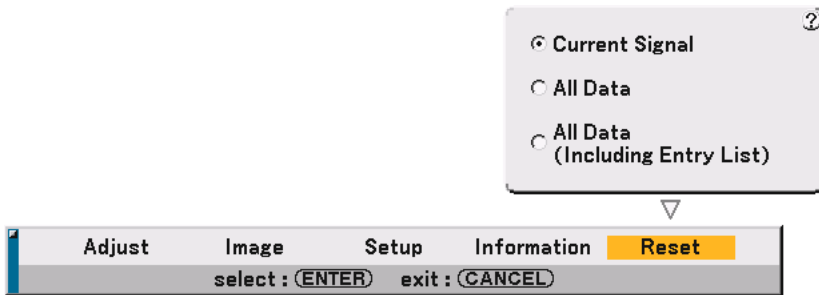 ?
Current Signal
All Data
All Data
(Including Entry List)
Adjust Image Setup Information Reset
select : ENTER exit : CANCEL